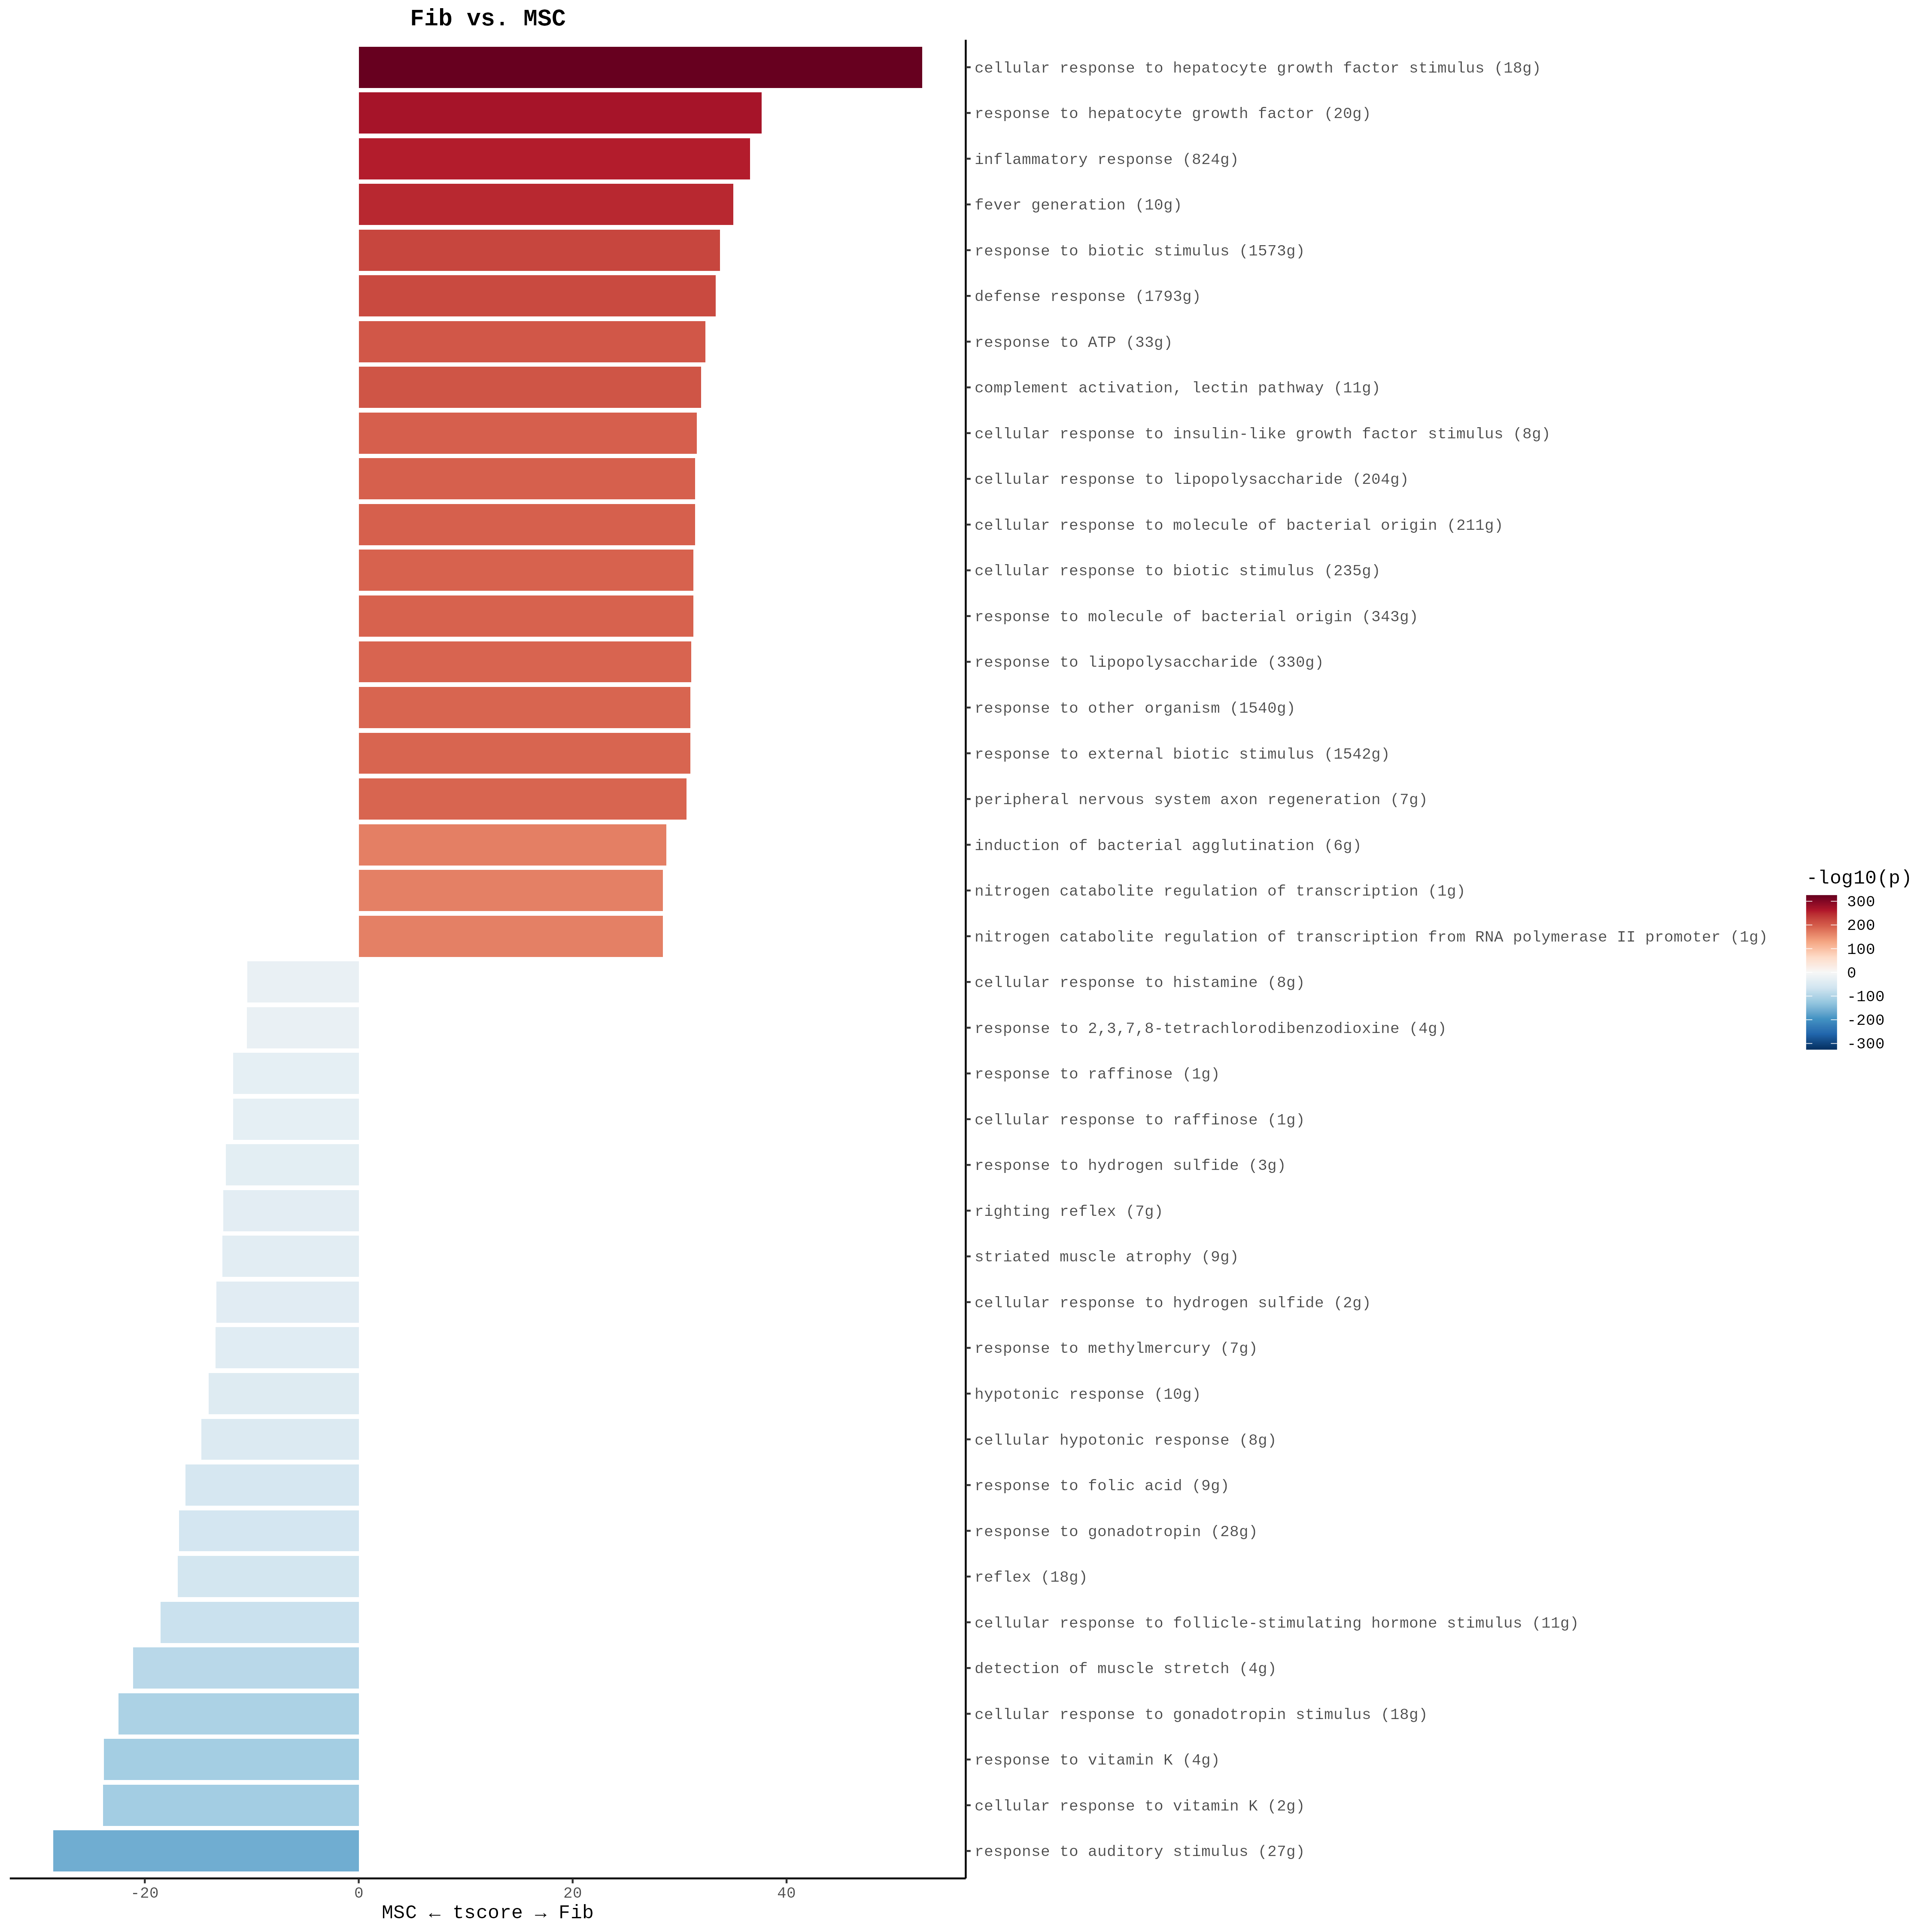 Fib vs. MSC
cellular response to hepatocyte growth factor stimulus (18g)
response to hepatocyte growth factor (20g)
inflammatory response (824g)
fever generation (10g)
response to biotic stimulus (1573g)
defense response (1793g)
response to ATP (33g)
complement activation, lectin pathway (11g)
cellular response to insulin-like growth factor stimulus (8g)
cellular response to lipopolysaccharide (204g)
cellular response to molecule of bacterial origin (211g)
cellular response to biotic stimulus (235g)
response to molecule of bacterial origin (343g)
response to lipopolysaccharide (330g)
response to other organism (1540g)
response to external biotic stimulus (1542g)
peripheral nervous system axon regeneration (7g)
induction of bacterial agglutination (6g)
nitrogen catabolite regulation of transcription (1g)
nitrogen catabolite regulation of transcription from RNA polymerase II promoter (1g)
cellular response to histamine (8g)
response to 2,3,7,8-tetrachlorodibenzodioxine (4g)
response to raffinose (1g)
cellular response to raffinose (1g)
response to hydrogen sulfide (3g)
righting reflex (7g)
striated muscle atrophy (9g)
cellular response to hydrogen sulfide (2g)
response to methylmercury (7g)
hypotonic response (10g)
cellular hypotonic response (8g)
response to folic acid (9g)
response to gonadotropin (28g)
reflex (18g)
cellular response to follicle-stimulating hormone stimulus (11g)
detection of muscle stretch (4g)
cellular response to gonadotropin stimulus (18g)
response to vitamin K (4g)
cellular response to vitamin K (2g)
response to auditory stimulus (27g)
-20 0 20 40
MSC ← tscore → Fib
-log10(p)
300
200
100
0
-100
-200
-300